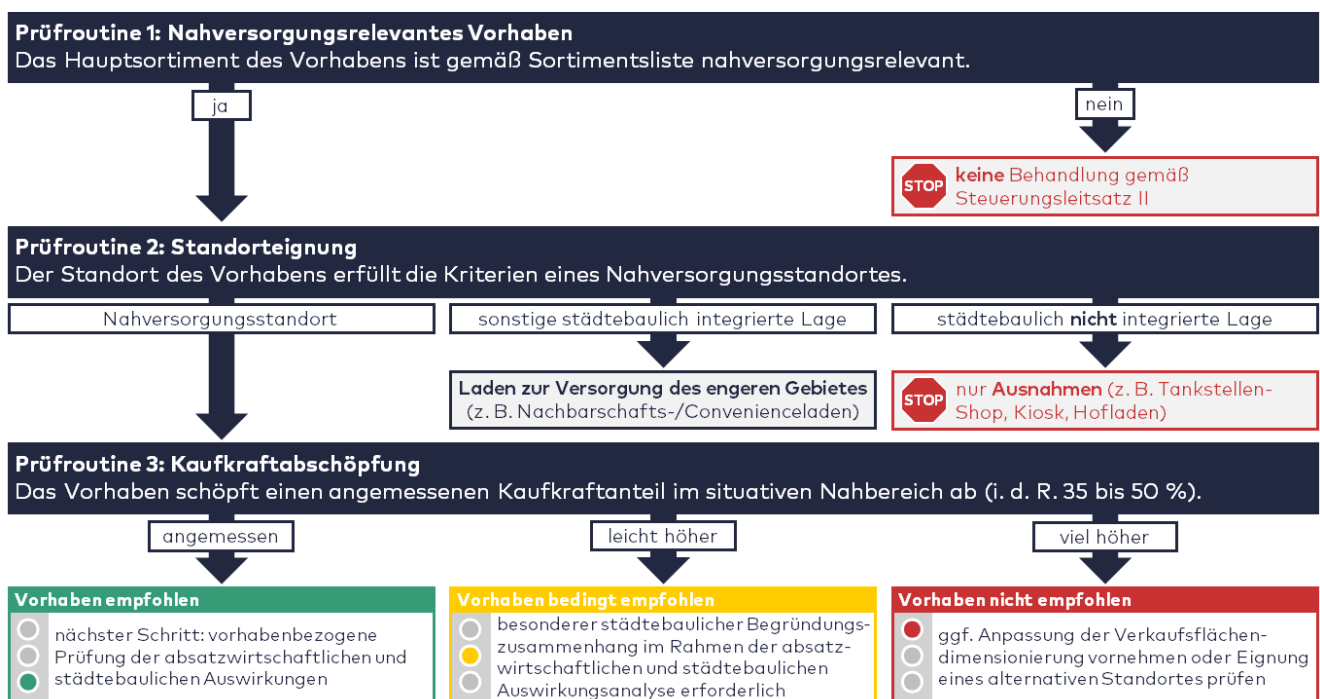 Prüfroutine 1: Nahversorgungsrelevantes Vorhaben
Das Hauptsortiment des Vorhabens ist gemäß Sortimentsliste nahversorgungsrelevant.
ja
nein
STOP
keine Behandlung gemäß
Steuerungsleitsatz II
Prüfroutine 2: Standorteignung
Der Standort des Vorhabens erfüllt die Kriterien eines Nahversorgungsstandortes.
Nahversorgungsstandort
sonstige städtebaulich integrierte Lage
städtebaulich nicht integrierte Lage
Laden zur Versorgung des engeren Gebietes
(z. B. Nachbarschafts-/Convenienceladen)
STOP
nur Ausnahmen (z. B. Tankstellen-
Shop, Kiosk, Hofladen)
Prüfroutine 3: Kaufkraftabschöpfung
Das Vorhaben schöpft einen angemessenen Kaufkraftanteil im situativen Nahbereich ab (i. d. R. 35 bis 50 %).
angemessen
leicht höher
viel höher
Vorhaben empfohlen
nächster Schritt: vorhabenbezogene
Prüfung der absatzwirtschaftlichen und
städtebaulichen Auswirkungen
Vorhaben bedingt empfohlen
besonderer städtebaulicher Begründungs-
zusammenhang im Rahmen der absatz-
wirtschaftlichen und städtebaulichen
Auswirkungsanalyse erforderlich
Vorhaben nicht empfohlen
ggf. Anpassung der Verkaufsflächen-
dimensionierung vornehmen oder Eignung
eines alternativen Standortes prüfen